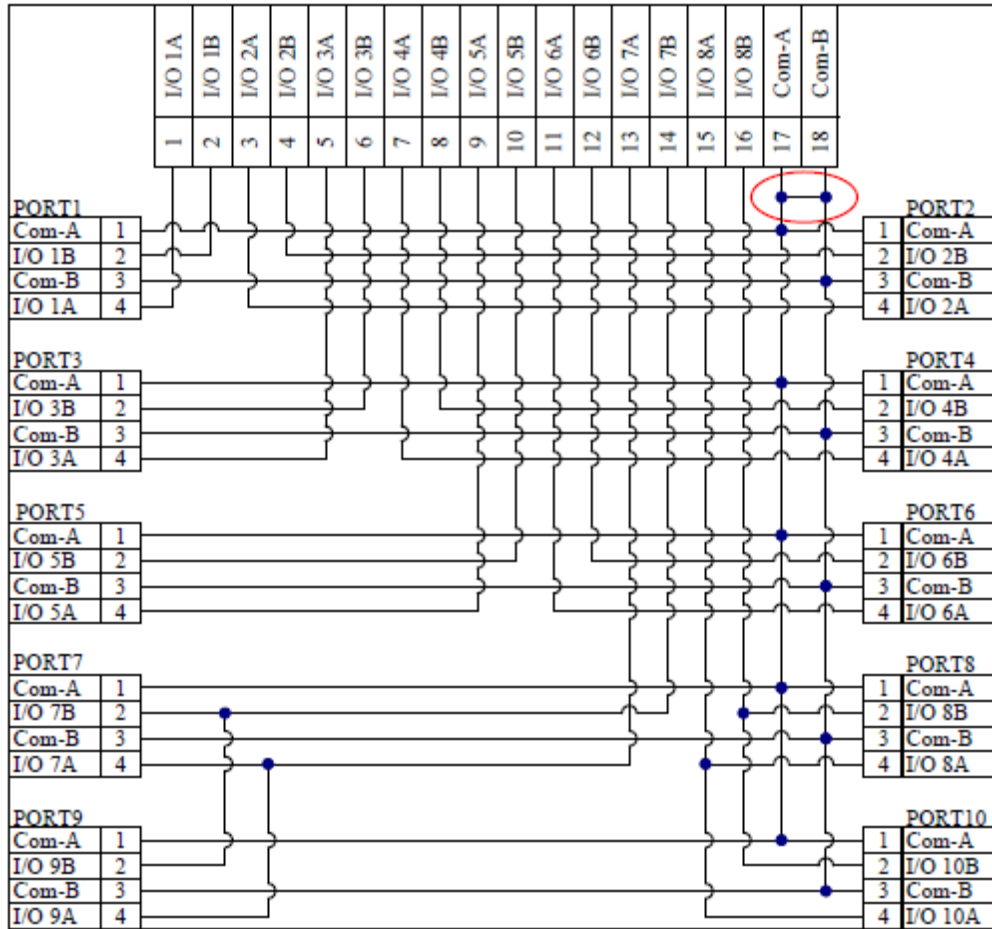 I/O 1A I/O 1B I/O 2A I/O 2B I/O 3A I/O 3B I/O 4A I/O 4B I/O 5A I/O 5B I/O 6A I/O 6B I/O 7A I/O 7B I/O 8A I/O 8B Com-A Com-B
1 2 3 4 5 6 7 8 9 10 11 12 13 14 15 16 17 18
PORT1
Com-A 1
I/O 1B 2
Com-B 3
I/O 1A 4
PORT2
1 Com-A
2 I/O 2B
3 Com-B
4 I/O 2A
PORT3
Com-A 1
I/O 3B 2
Com-B 3
I/O 3A 4
PORT4
1 Com-A
2 I/O 4B
3 Com-B
4 I/O 4A
PORT5
Com-A 1
I/O 5B 2
Com-B 3
I/O 5A 4
PORT6
1 Com-A
2 I/O 6B
3 Com-B
4 I/O 6A
PORT7
Com-A 1
I/O 7B 2
Com-B 3
I/O 7A 4
PORT8
1 Com-A
2 I/O 8B
3 Com-B
4 I/O 8A
PORT9
Com-A 1
I/O 9B 2
Com-B 3
I/O 9A 4
PORT10
1 Com-A
2 I/O 10B
3 Com-B
4 I/O 10A